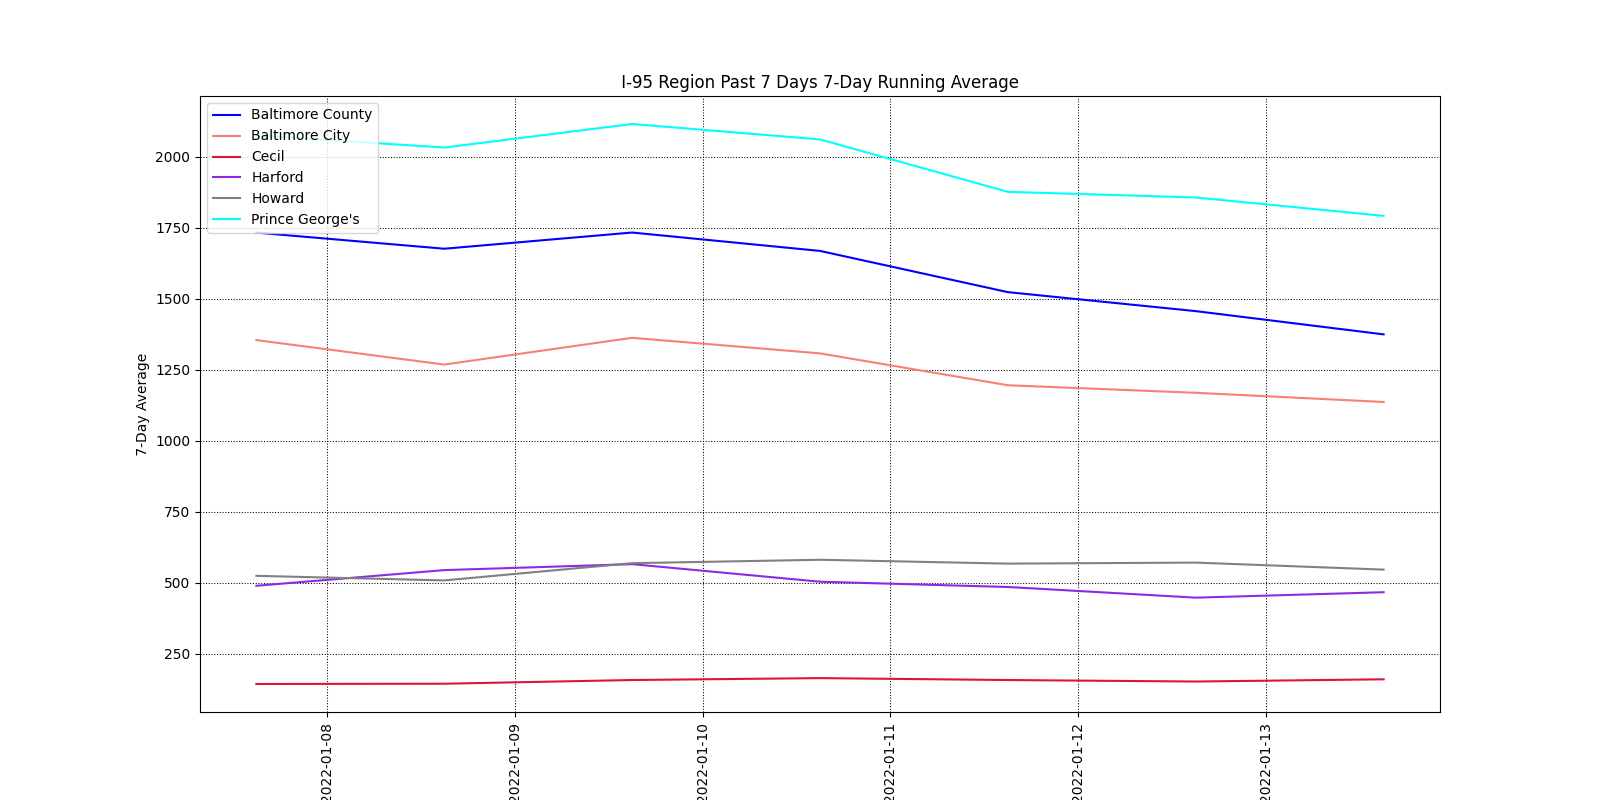 I-95 Region Past 7 Days 7-Day Running Average
Baltimore County
Baltimore City
Cecil
Harford
Howard
Prince George's
7-Day Average
2000
1750
1500
1250
1000
750
500
250
2022-01-08
2022-01-09
2022-01-10
2022-01-11
2022-01-12
2022-01-13